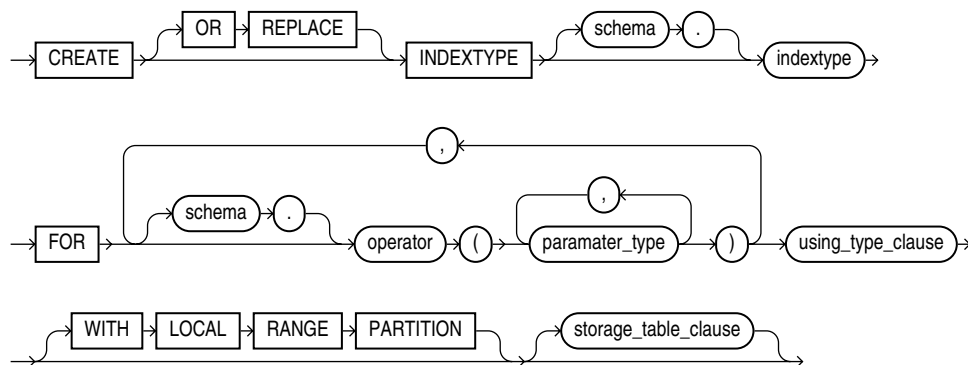 OR REPLACE schema .
CREATE INDEXTYPE indextype
,
schema . ,
FOR operator ( paramater_type ) using_type_clause
WITH LOCAL RANGE PARTITION storage_table_clause